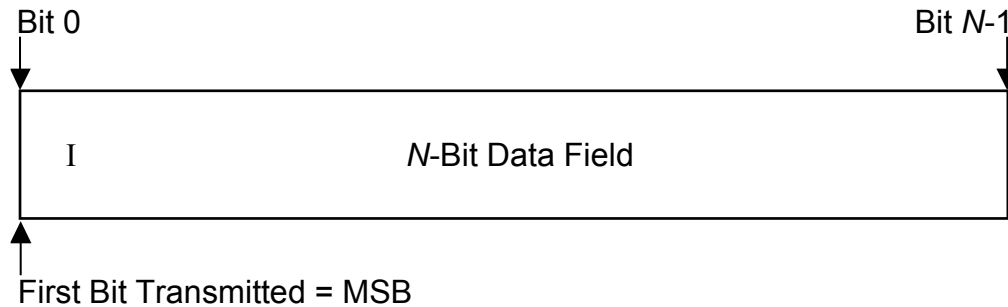 Bit 0
Bit N-1
I
N-Bit Data Field
First Bit Transmitted = MSB